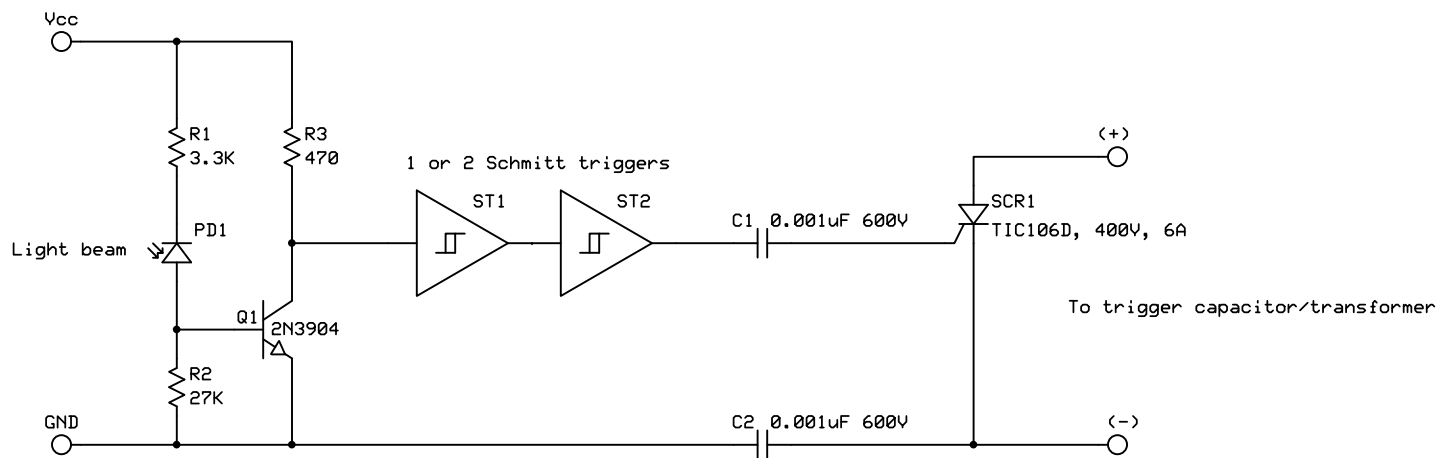 Vcc
R1
3.3K
R3
470
(+)
1 or 2 Schmitt triggers
ST1
ST2
SCR1
TIC106D, 400V, 6A
C1 0.001uF 600V
PD1
Light beam
To trigger capacitor/transformer
Q1
2N3904
R2
27K
GND
C2 0.001uF 600V
(-)